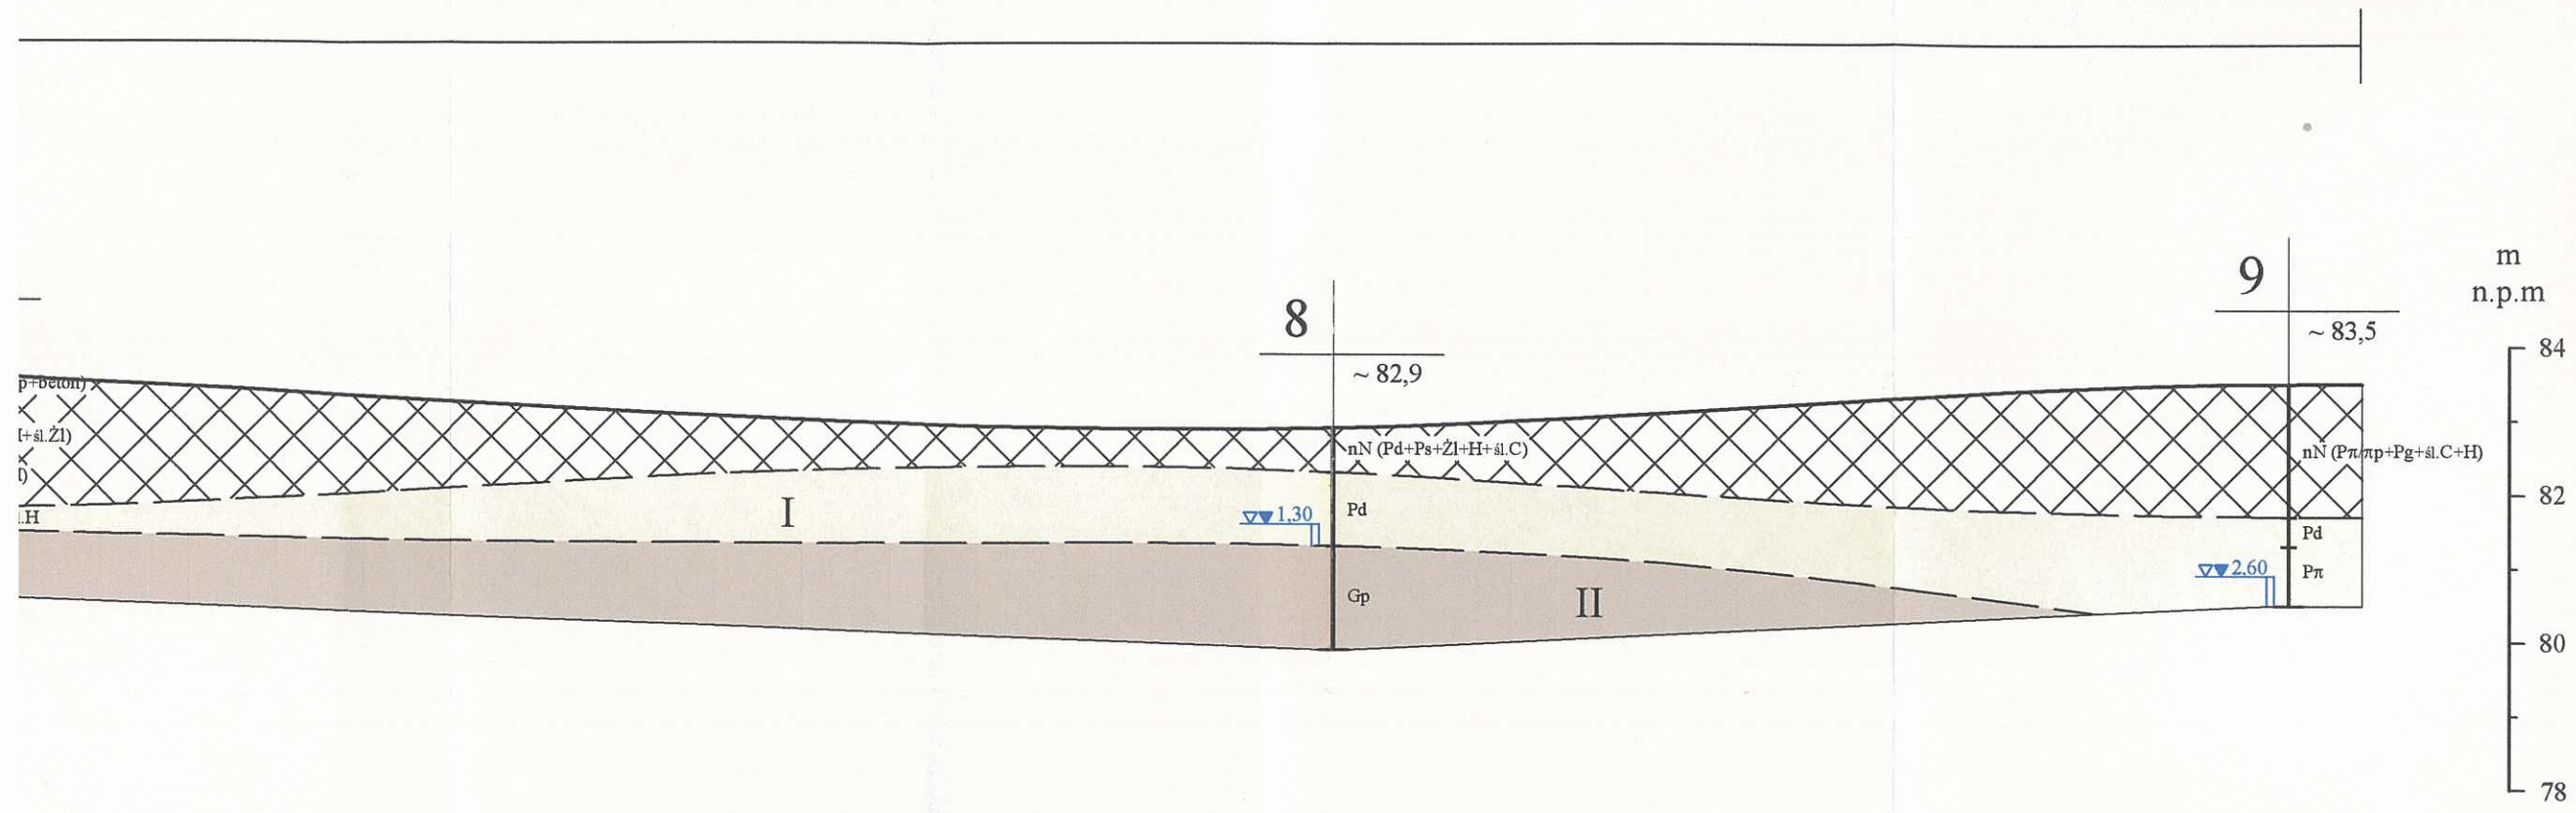 9
m
n.p.m
8
~ 83,5
84
~ 82,9
p+beton)
[+śl.Żl)
nN (Pd+Ps+Żl+H+śl.C)
nN (Pπ/πp+Pg+śl.C+H)
82
I
1,30
Pd
.H
Pd
2,60
Pπ
Gp
II
80
78